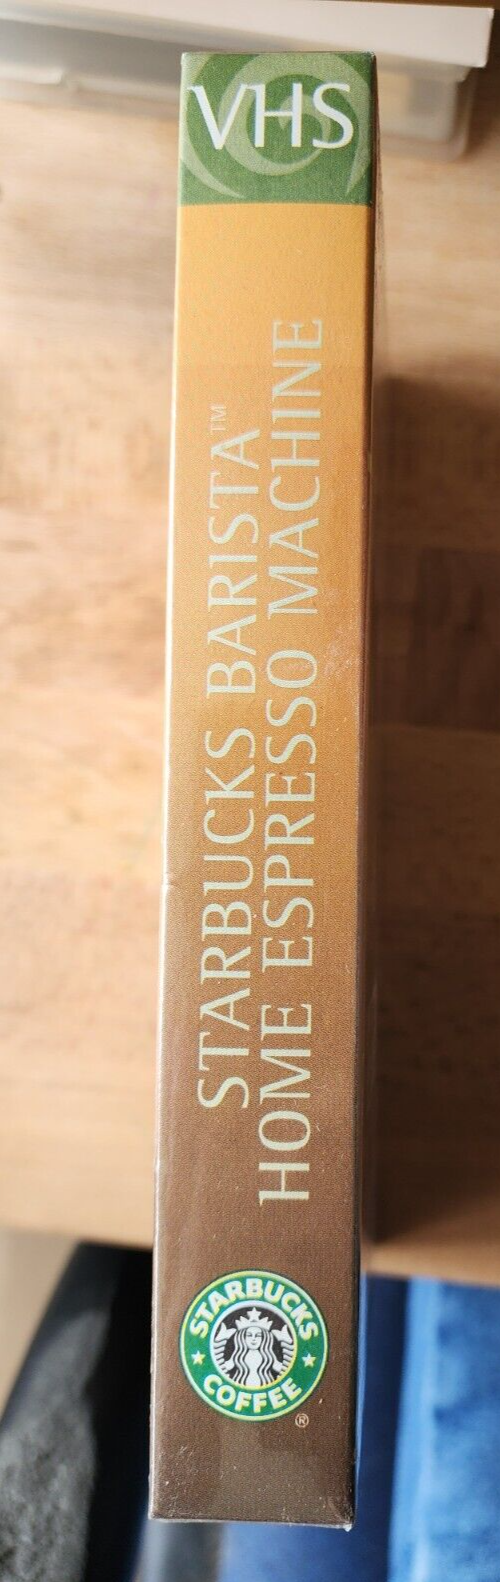 VHS
STARBUCKS BARISTA™
HOME ESPRESSO MACHINE
STARBUCKS
COFFEE
®